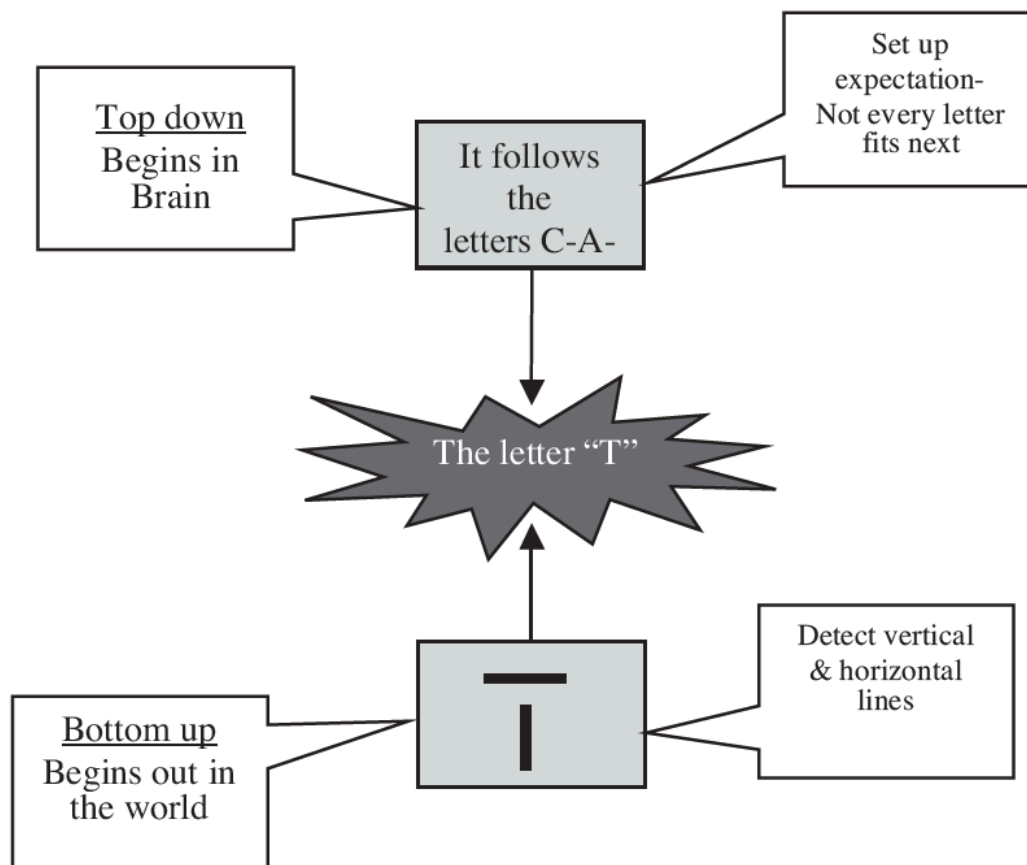 Top down
Begins in
Brain
It follows
the
letters C-A-
Set up
expectation-
Not every letter
fits next
The letter “T”
Bottom up
Begins out in
the world
Detect vertical
& horizontal
lines